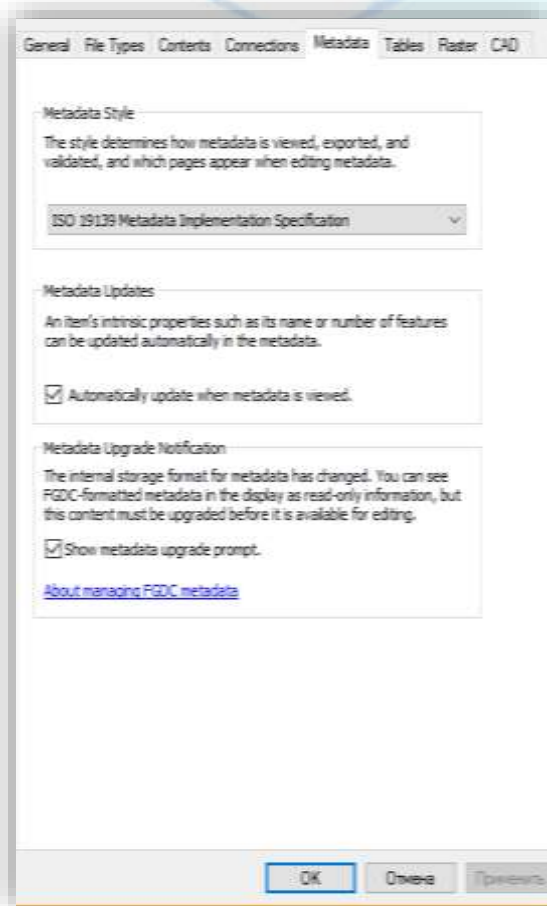 General File Types Contents Connections Metadata Tables Raster CAD
Metadata Style
The style determines how metadata is viewed, exported, and
validated, and which pages appear when editing metadata.
ISO 19139 Metadata Implementation Specification
Metadata Updates
An item's intrinsic properties such as its name or number of features
can be updated automatically in the metadata.
Automatically update when metadata is viewed.
Metadata Upgrade Notification
The internal storage format for metadata has changed. You can see
FGDC-formatted metadata in the display as read-only information, but
this content must be upgraded before it is available for editing.
Show metadata upgrade prompt.
About managing FGDC metadata
OK Отмена Применить